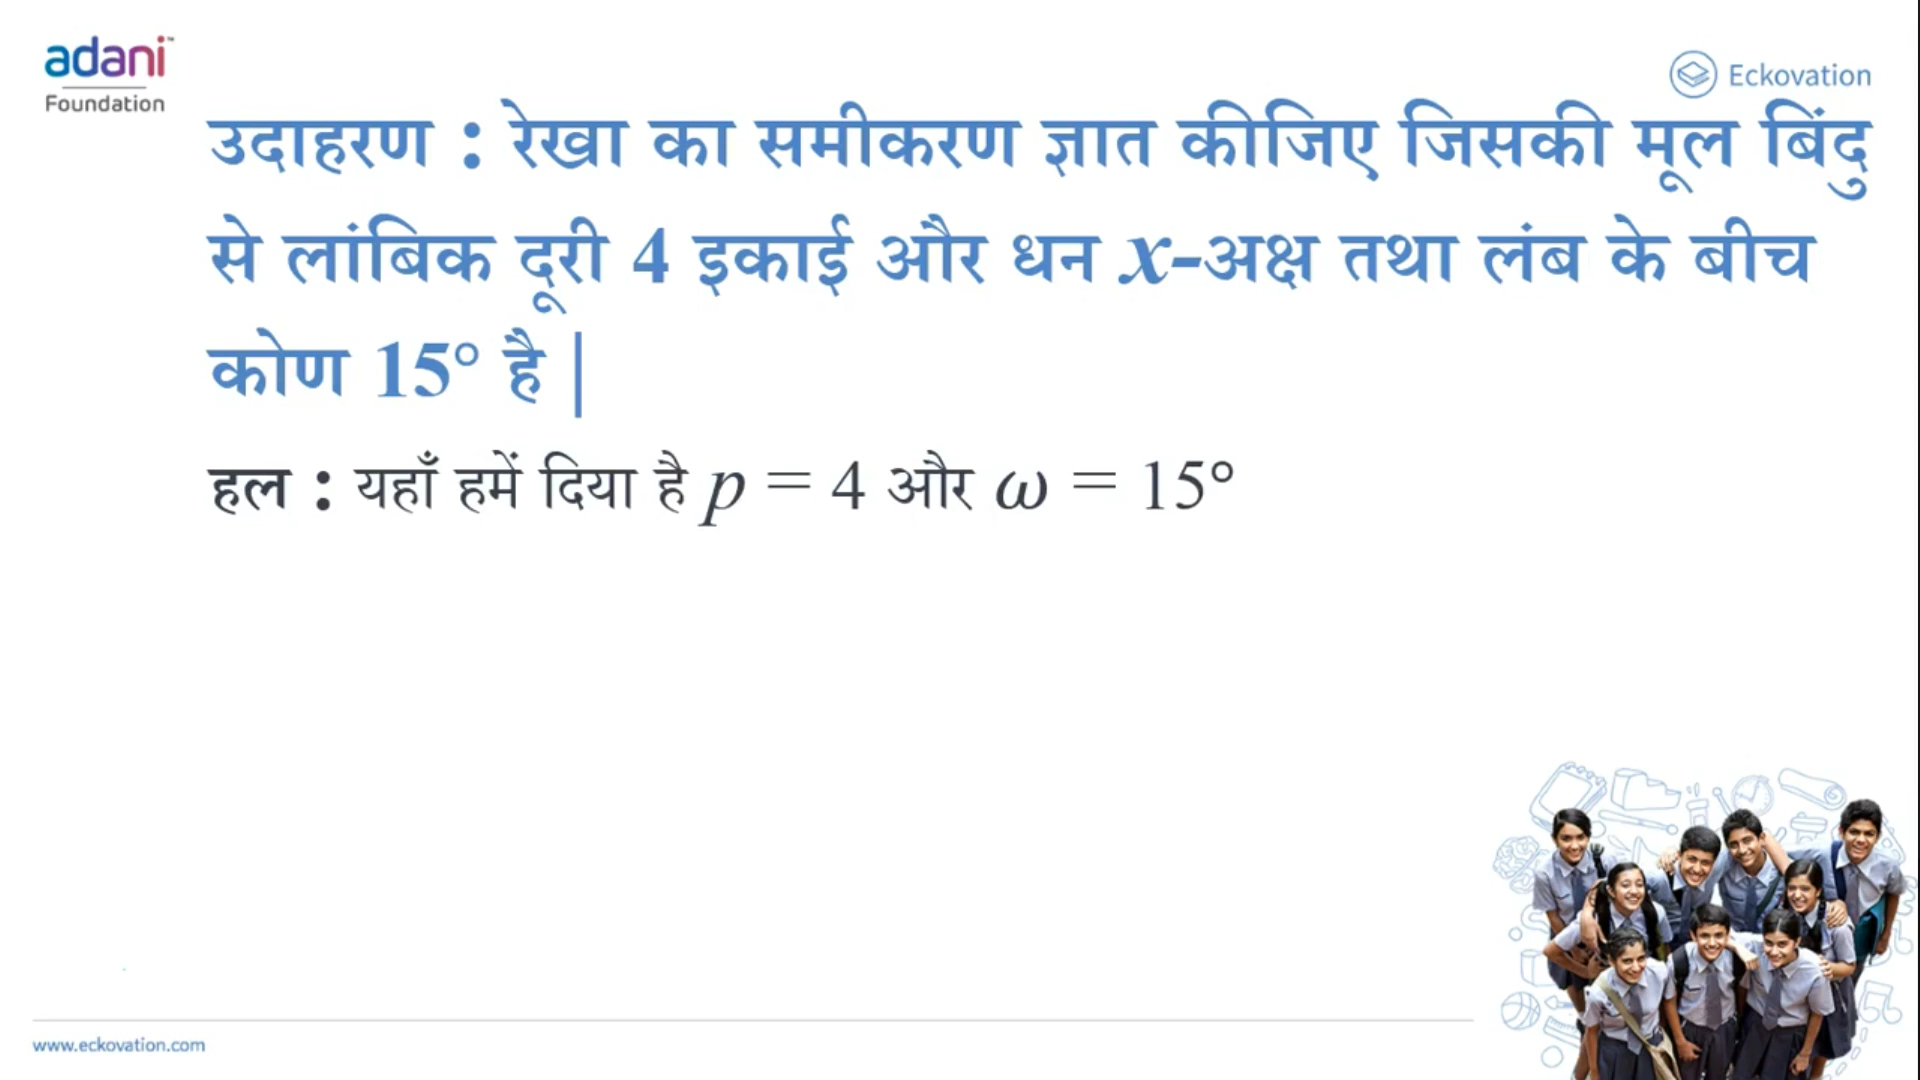 adani™
Foundation
Eckovation
उदाहरण : रेखा का समीकरण ज्ञात कीजिए जिसकी मूल बिंदु
से लांबिक दूरी 4 इकाई और धन x-अक्ष तथा लंब के बीच
कोण 15° है |
हल : यहाँ हमें दिया है p = 4 और ω = 15°
www.eckovation.com